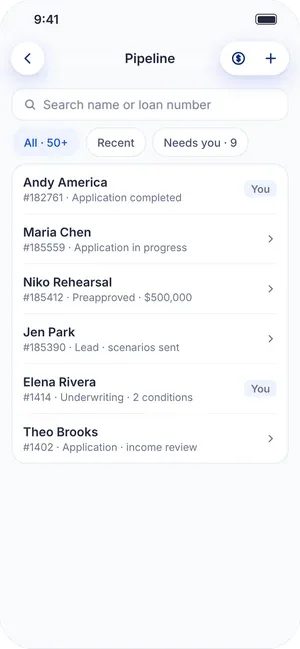 9:41
Pipeline
Search name or loan number
All · 50+
Recent
Needs you · 9
Andy America
#182761 · Application completed
You
Maria Chen
#185559 · Application in progress
Niko Rehearsal
#185412 · Preapproved · $500,000
Jen Park
#185390 · Lead · scenarios sent
Elena Rivera
#1414 · Underwriting · 2 conditions
You
Theo Brooks
#1402 · Application · income review